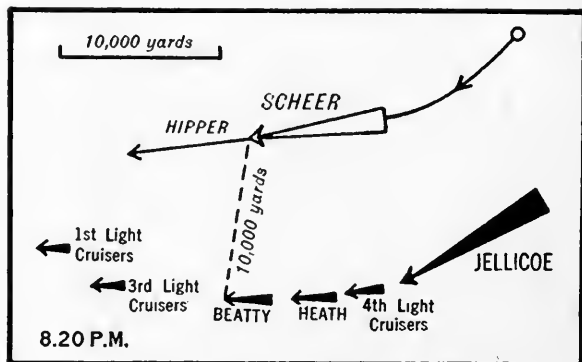 10,000 yards
SCHEER
HIPPER
10,000 yards
1st Light
Cruisers
JELLICOE
3rd Light
Cruisers
BEATTY
HEATH
4th Light
Cruisers
8.20 P.M.